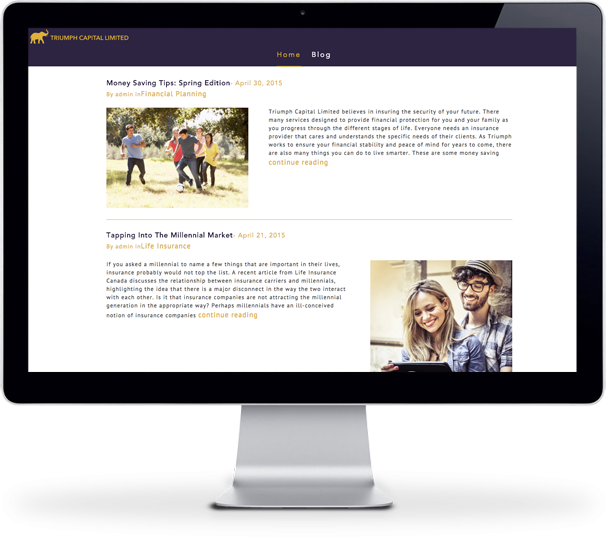 TRIUMPH CAPITAL LIMITED
Home Blog
Money Saving Tips: Spring Edition- April 30, 2015
By admin inFinancial Planning
Triumph Capital Limited believes in insuring the security of your future. There
many services designed to provide financial protection for you and your family as
you progress through the different stages of life. Everyone needs an insurance
provider that cares and understands the specific needs of their clients. As Triumph
works to ensure your financial stability and peace of mind for years to come, there
are also many things you can do to live smarter. These are some money saving
continue reading
Tapping Into The Millennial Market- April 21, 2015
By admin inLife Insurance
If you asked a millennial to name a few things that are important in their lives,
insurance probably would not top the list. A recent article from Life Insurance
Canada discusses the relationship between insurance carriers and millennials,
highlighting the idea that there is a major disconnect in the way the two interact
with each other. Is it that insurance companies are not attracting the millennial
generation in the appropriate way? Perhaps millennials have an ill-conceived
notion of insurance companies continue reading